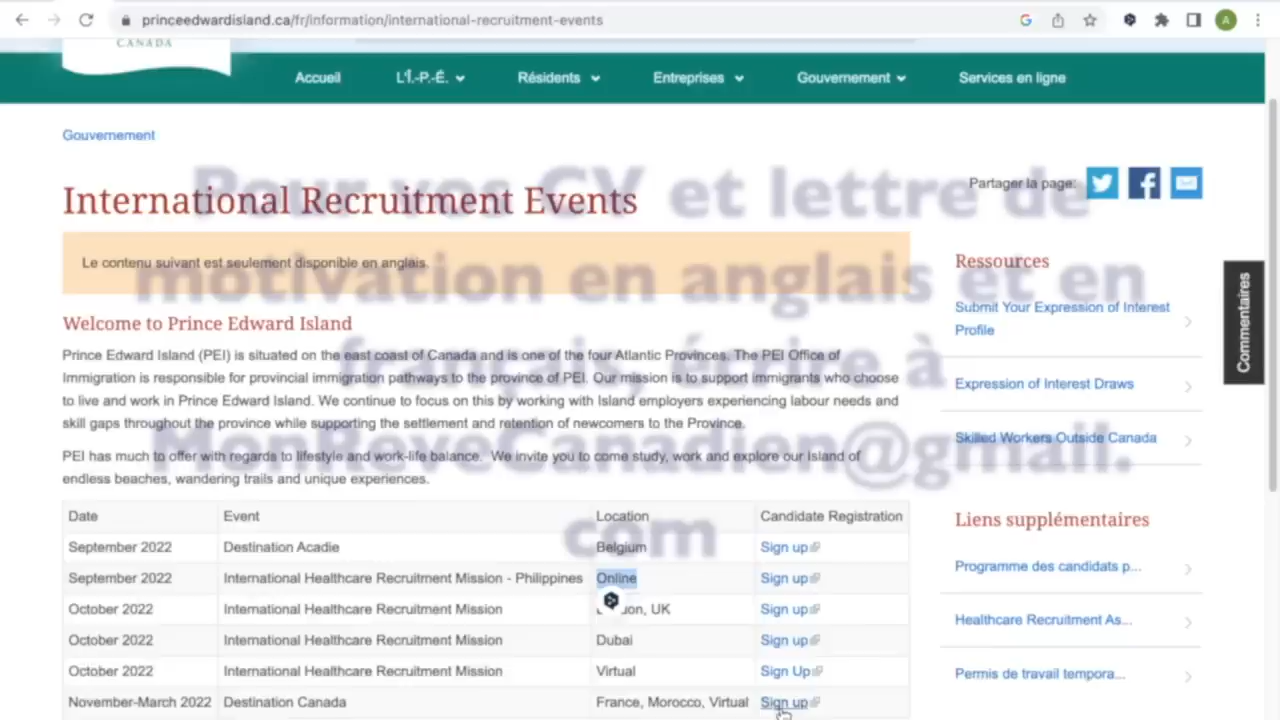 princeedwardisland.ca/fr/information/international-recruitment-events
A
CANADA
Accueil
L'Î.-P.-É.
Résidents
Entreprises
Gouvernement
Services en ligne
Gouvernement
Pour vos CV et lettre de
motivation en anglais et en
français, écrire à
MonReveCanadien@gmail.
com
International Recruitment Events
Partager la page:
Le contenu suivant est seulement disponible en anglais.
Welcome to Prince Edward Island
Prince Edward Island (PEI) is situated on the east coast of Canada and is one of the four Atlantic Provinces. The PEI Office of
Immigration is responsible for provincial immigration pathways to the province of PEI. Our mission is to support immigrants who choose
to live and work in Prince Edward Island. We continue to focus on this by working with Island employers experiencing labour needs and
skill gaps throughout the province while supporting the settlement and retention of newcomers to the Province.
PEI has much to offer with regards to lifestyle and work-life balance. We invite you to come study, work and explore our Island of
endless beaches, wandering trails and unique experiences.
Date Event Location Candidate Registration
September 2022 Destination Acadie Belgium Sign up
September 2022 International Healthcare Recruitment Mission - Philippines Online Sign up
October 2022 International Healthcare Recruitment Mission UK Sign up
October 2022 International Healthcare Recruitment Mission Dubai Sign up
October 2022 International Healthcare Recruitment Mission Virtual Sign Up
November-March 2022 Destination Canada France, Morocco, Virtual Sign up
Ressources
Submit Your Expression of Interest
Profile
Expression of Interest Draws
Skilled Workers Outside Canada
Liens supplémentaires
Programme des candidats p...
Healthcare Recruitment As...
Permis de travail tempora...
Commentaires